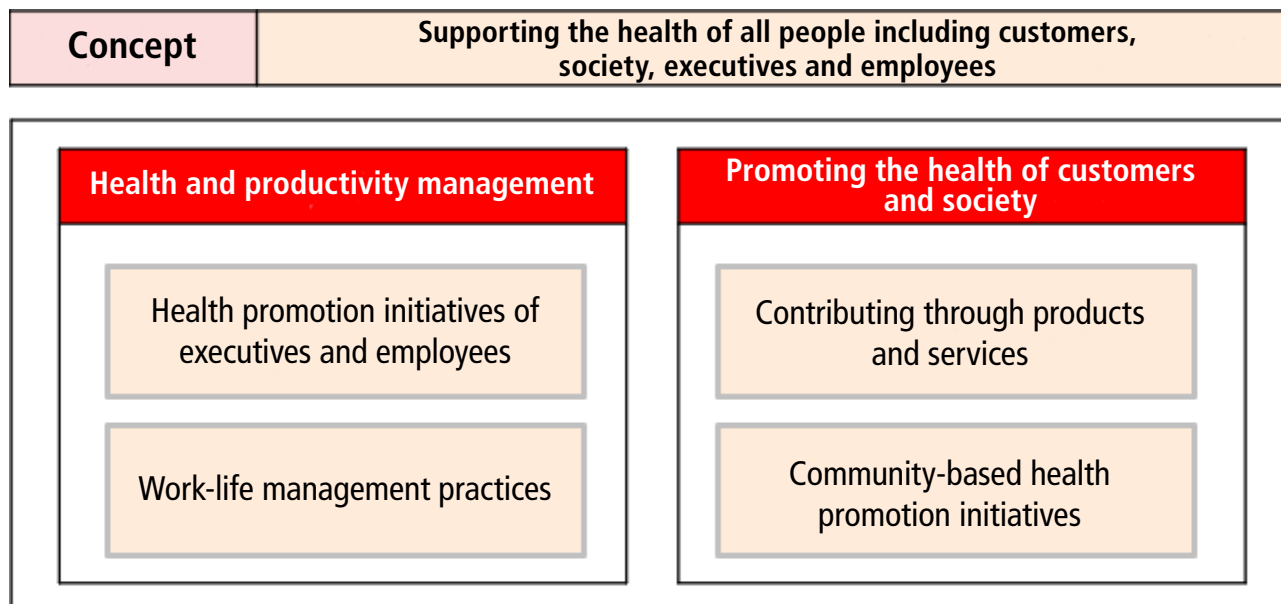 Concept
Supporting the health of all people including customers,
society, executives and employees
Health and productivity management
Health promotion initiatives of
executives and employees
Work-life management practices
Promoting the health of customers
and society
Contributing through products
and services
Community-based health
promotion initiatives